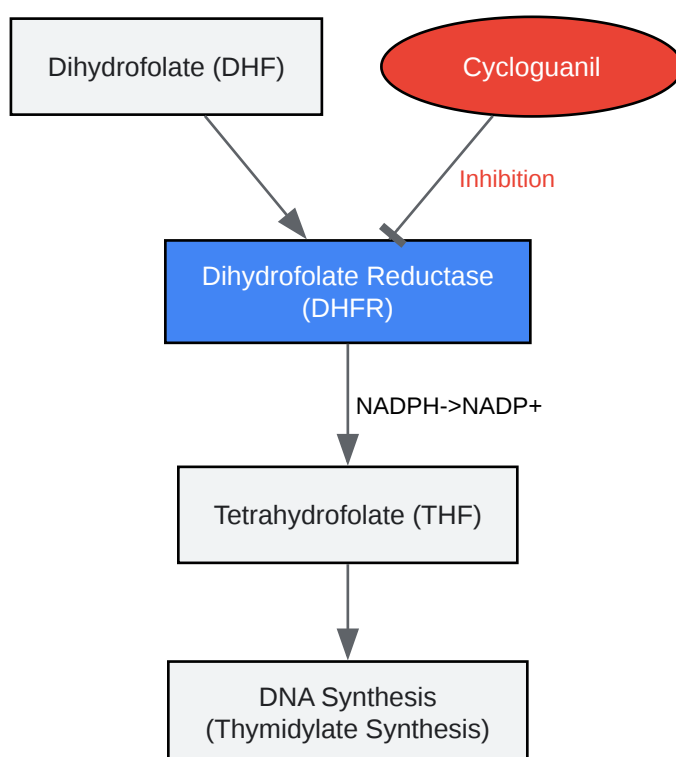 Dihydrofolate (DHF)
Cycloguanil
Inhibition
Dihydrofolate Reductase
(DHFR)
NADPH->NADP+
Tetrahydrofolate (THF)
DNA Synthesis
(Thymidylate Synthesis)